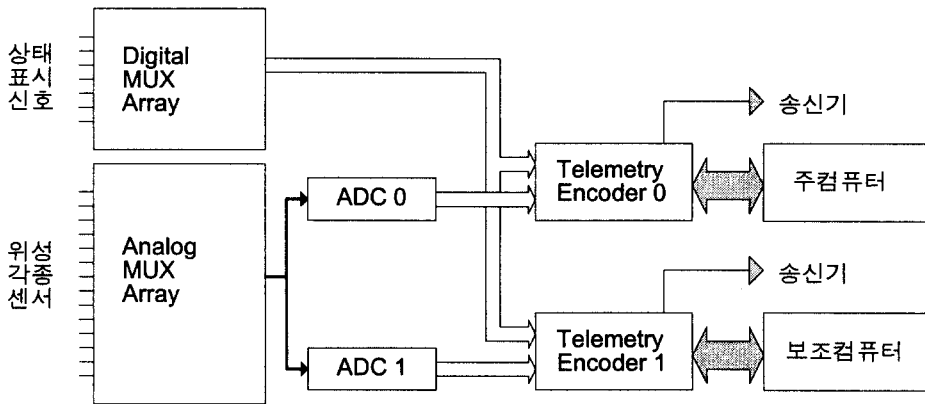 상태
표시
신호
Digital
MUX
Array
송신기
Telemetry
Encoder 0
주컴퓨터
ADC 0
위성
각종
센서
Analog
MUX
Array
송신기
Telemetry
Encoder 1
보조컴퓨터
ADC 1